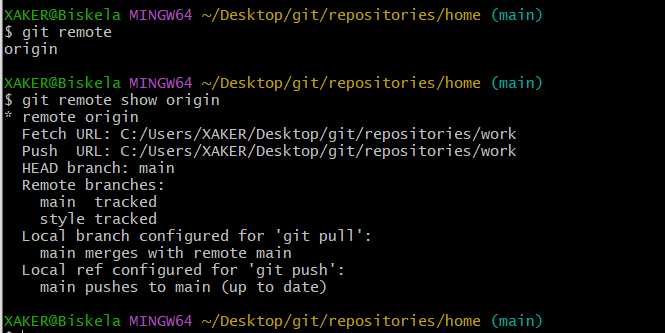 XAKER@Biskela MINGW64 ~/Desktop/git/repositories/home (main)
$ git remote
origin
XAKER@Biskela MINGW64 ~/Desktop/git/repositories/home (main)
$ git remote show origin
* remote origin
  Fetch URL: C:/Users/XAKER/Desktop/git/repositories/work
  Push  URL: C:/Users/XAKER/Desktop/git/repositories/work
  HEAD branch: main
  Remote branches:
    main  tracked
    style tracked
  Local branch configured for 'git pull':
    main merges with remote main
  Local ref configured for 'git push':
    main pushes to main (up to date)
XAKER@Biskela MINGW64 ~/Desktop/git/repositories/home (main)